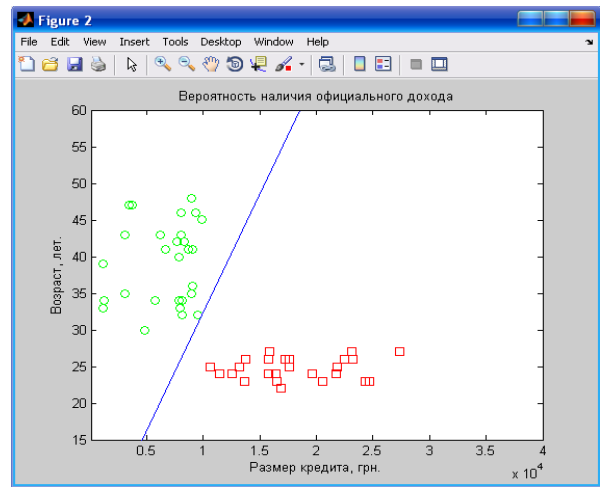 Figure 2
File Edit View Insert Tools Desktop Window Help
Вероятность наличия официального дохода
60
55
50
45
40
35
30
25
20
15
Возраст, лет.
0.5 1 1.5 2 2.5 3 3.5 4
Размер кредита, грн.
x 10^4